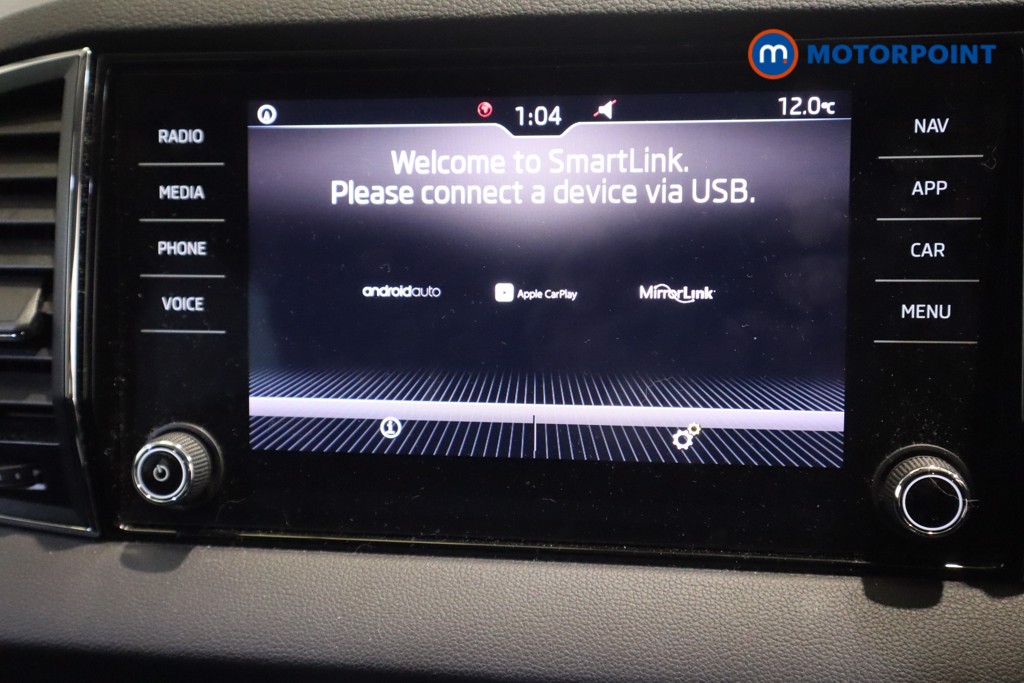 m MOTORPOINT
1:04
12.0°C
RADIO
MEDIA
PHONE
VOICE
Welcome to SmartLink.
Please connect a device via USB.
androidauto
Apple CarPlay
MirrorLink
NAV
APP
CAR
MENU